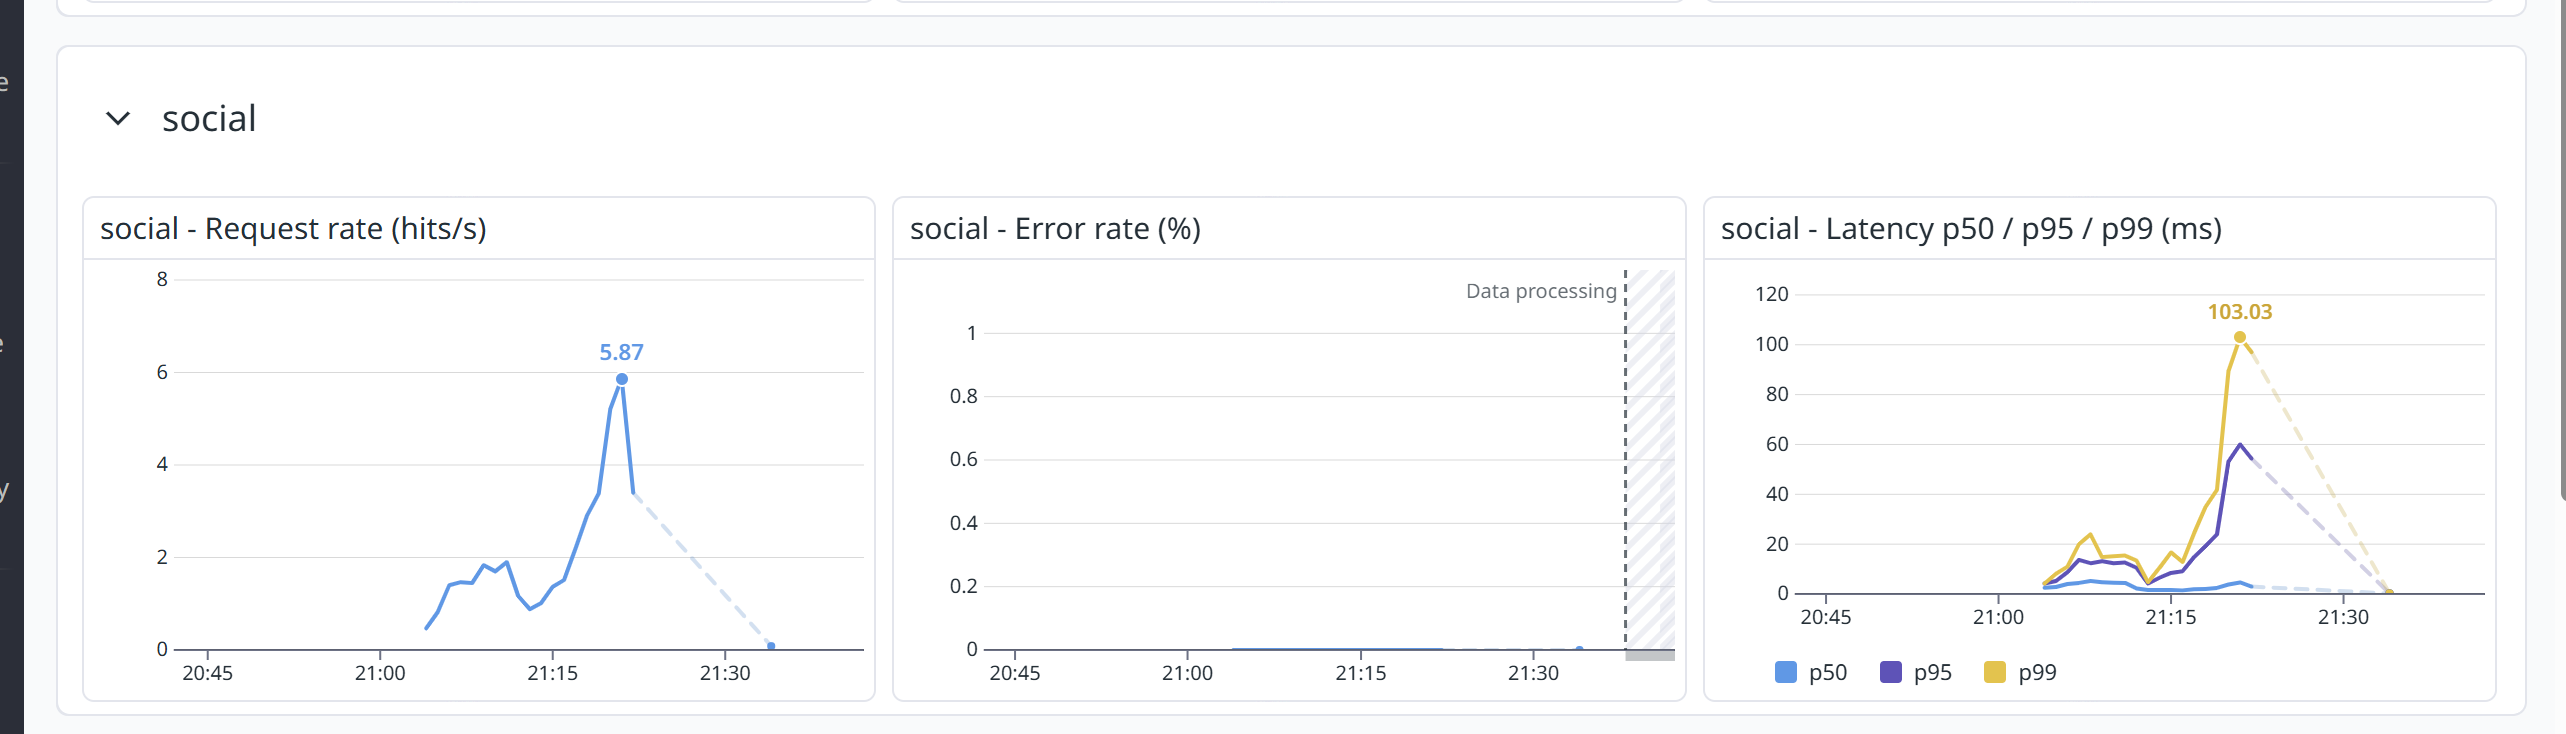 e
e
y
social
social - Request rate (hits/s)
8
6
4
2
0
5.87
20:45 21:00 21:15 21:30
social - Error rate (%)
Data processing
1
0.8
0.6
0.4
0.2
0
20:45 21:00 21:15 21:30
social - Latency p50 / p95 / p99 (ms)
120
100
80
60
40
20
0
103.03
20:45 21:00 21:15 21:30
p50 p95 p99